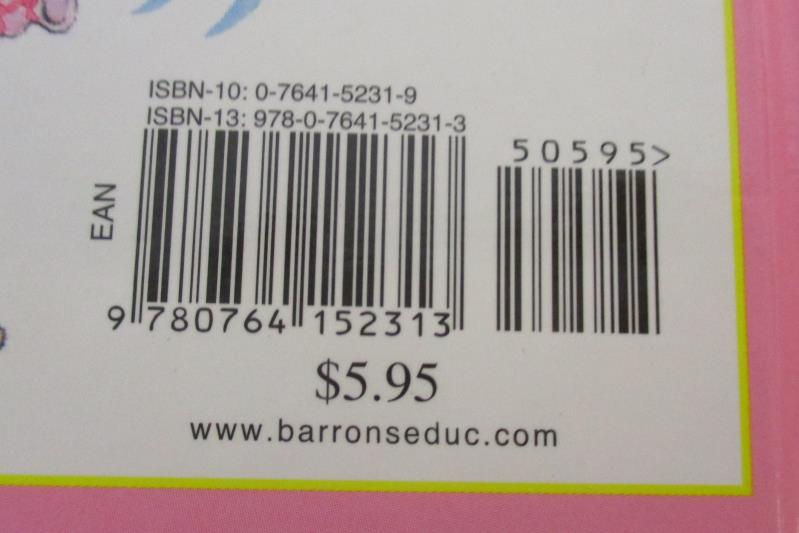 ISBN-10: 0-7641-5231-9
ISBN-13: 978-0-7641-5231-3
50595>
EAN
9 780764 152313
$5.95
www.barronseduc.com